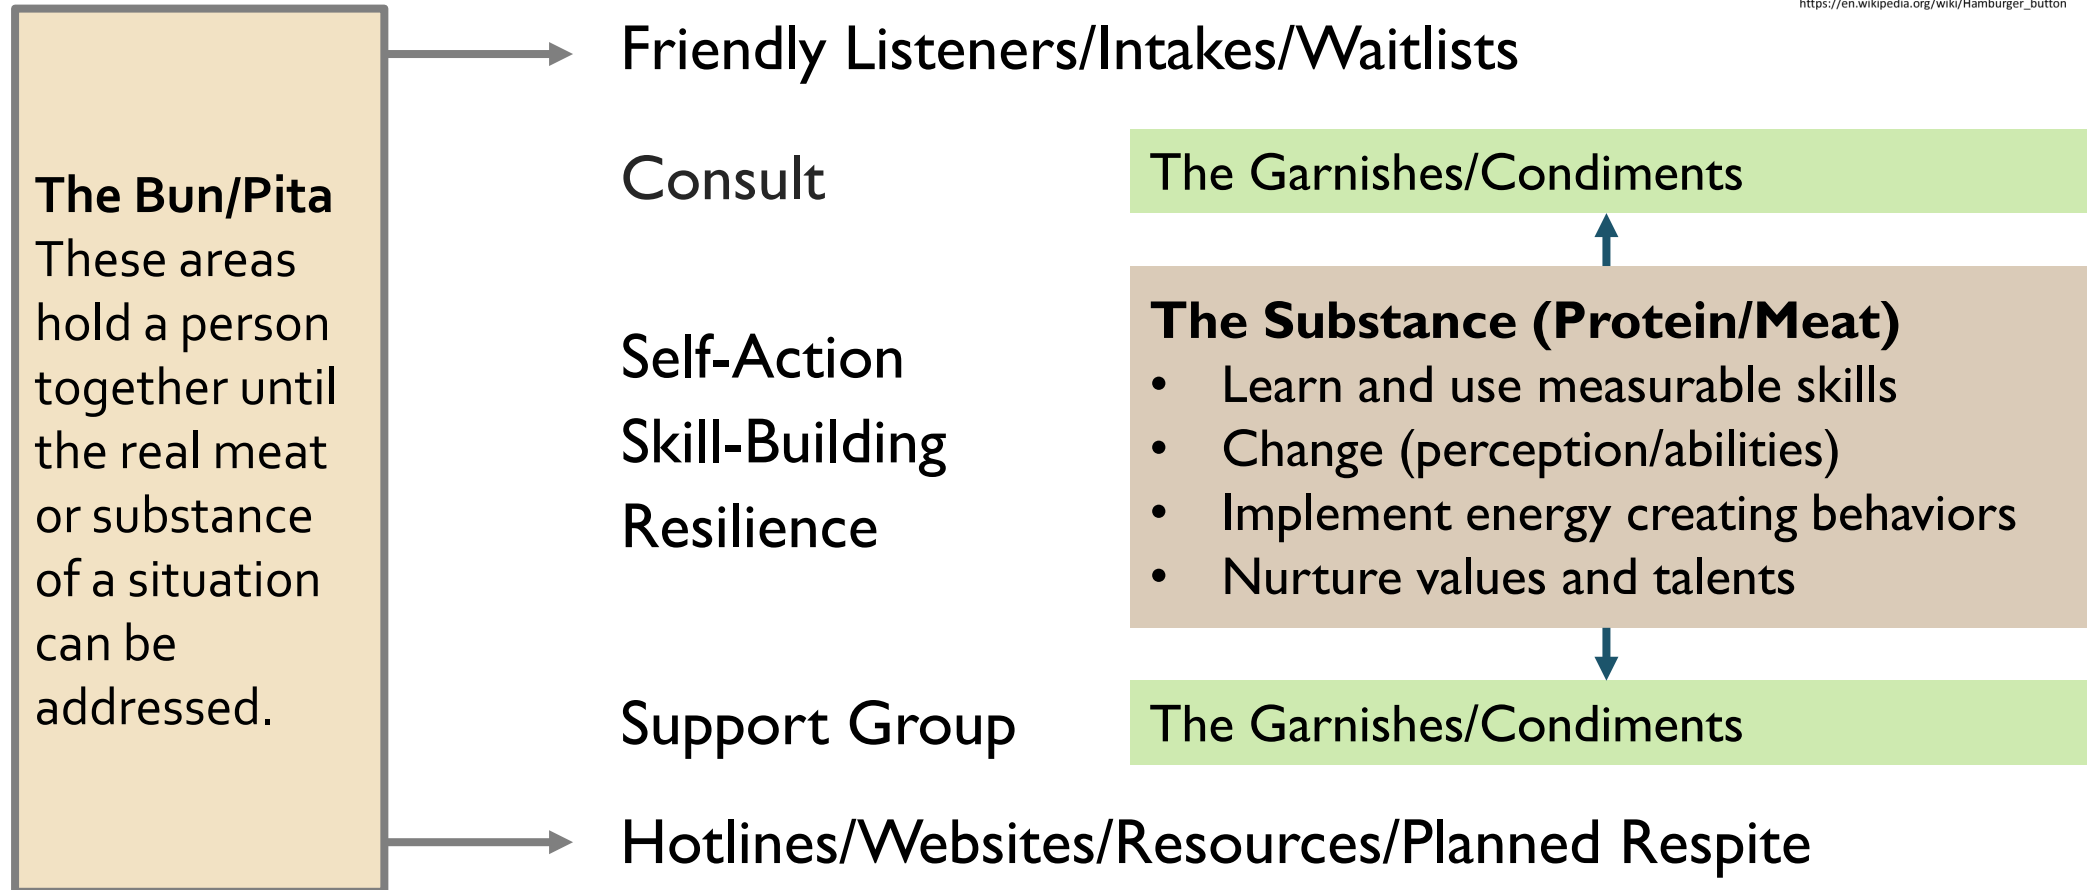 https://en.wikipedia.org/wiki/Hamburger_button
The Bun/Pita
These areas
hold a person
together until
the real meat
or substance
of a situation
can be
addressed.
Friendly Listeners/Intakes/Waitlists
Consult
The Garnishes/Condiments
Self-Action
Skill-Building
Resilience
The Substance (Protein/Meat)
• Learn and use measurable skills
• Change (perception/abilities)
• Implement energy creating behaviors
• Nurture values and talents
Support Group
The Garnishes/Condiments
Hotlines/Websites/Resources/Planned Respite